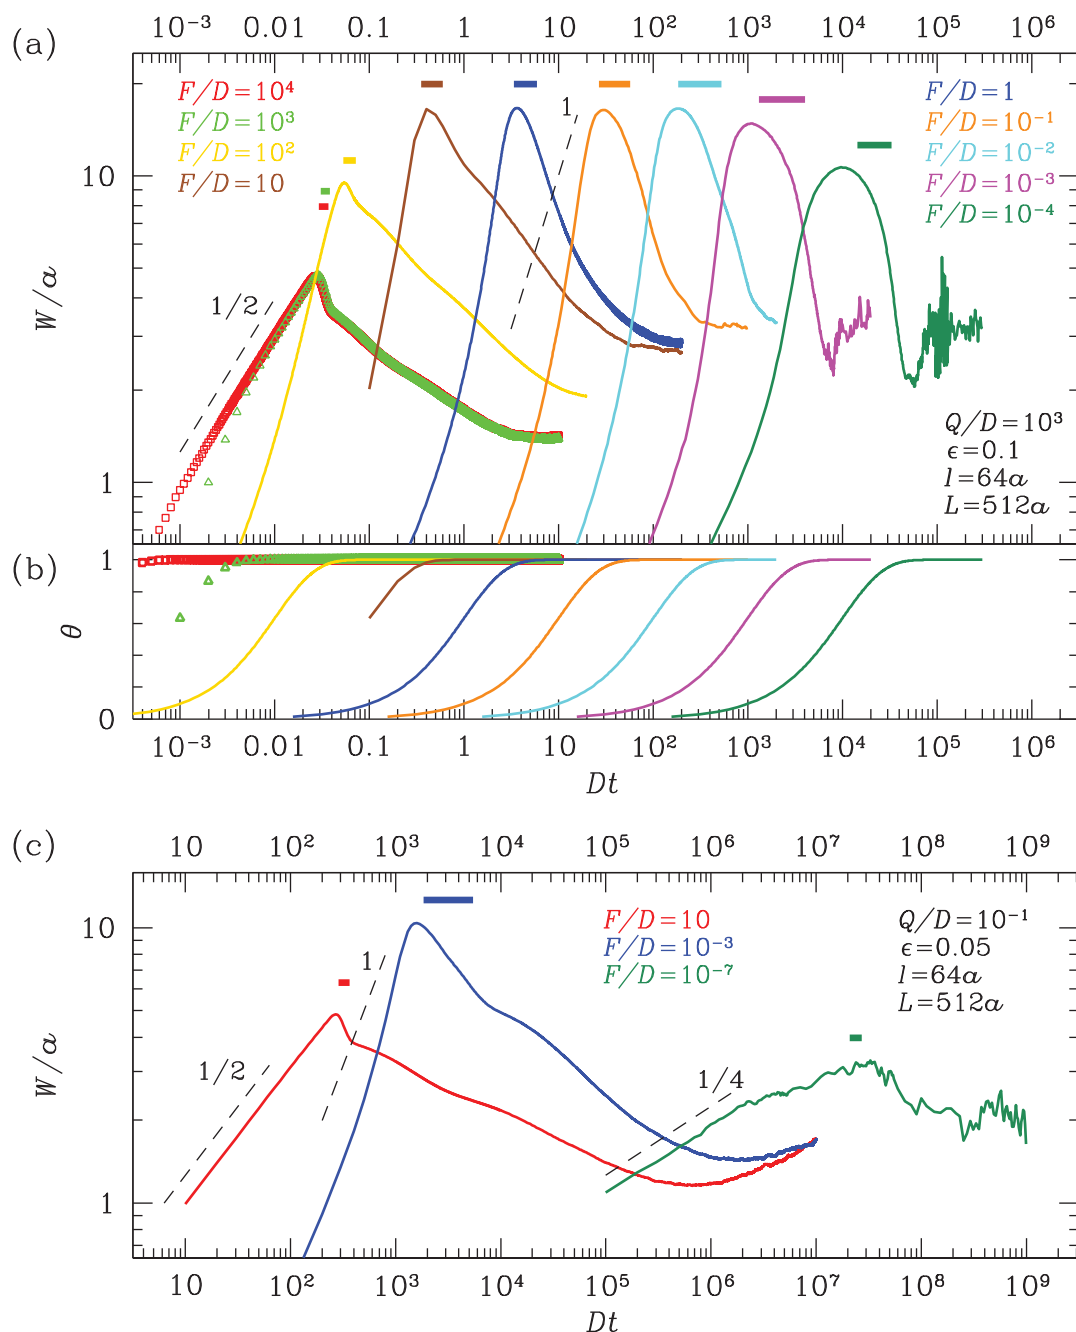 10⁻³ 0.01 0.1 1 10 10² 10³ 10⁴ 10⁵ 10⁶
(a)
F/D=10⁴
F/D=10³
F/D=10²
F/D=10
F/D=1
F/D=10⁻¹
F/D=10⁻²
F/D=10⁻³
F/D=10⁻⁴
1
10
W/a
1/2
1
Q/D=10³
ϵ=0.1
l=64a
L=512a
(b)
1
θ
0
10⁻³ 0.01 0.1 1 10 10² 10³ 10⁴ 10⁵ 10⁶
Dt
(c)
10 10² 10³ 10⁴ 10⁵ 10⁶ 10⁷ 10⁸ 10⁹
F/D=10
F/D=10⁻³
F/D=10⁻⁷
Q/D=10⁻¹
ϵ=0.05
l=64a
L=512a
10
1
W/a
1/2
1/4
1
10 10² 10³ 10⁴ 10⁵ 10⁶ 10⁷ 10⁸ 10⁹
Dt